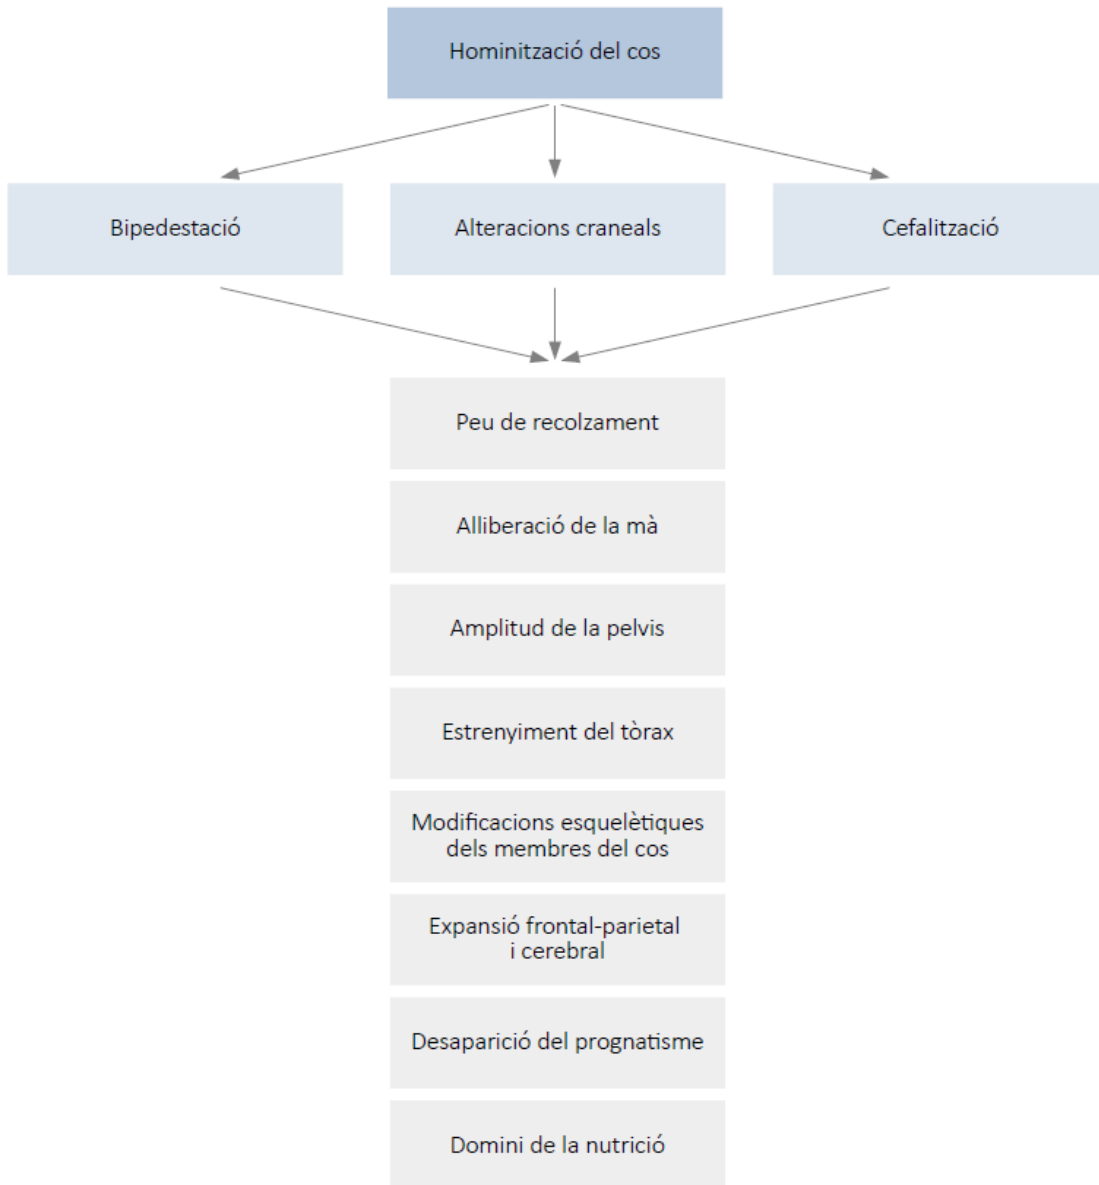 Hominització del cos
Bipedestació
Alteracions craneals
Cefalització
Peu de recolzament
Alliberació de la mà
Amplitud de la pelvis
Estrenyiment del tòrax
Modificacions esquelètiques
dels membres del cos
Expansió frontal-parietal
i cerebral
Desaparició del prognatisme
Domini de la nutrició